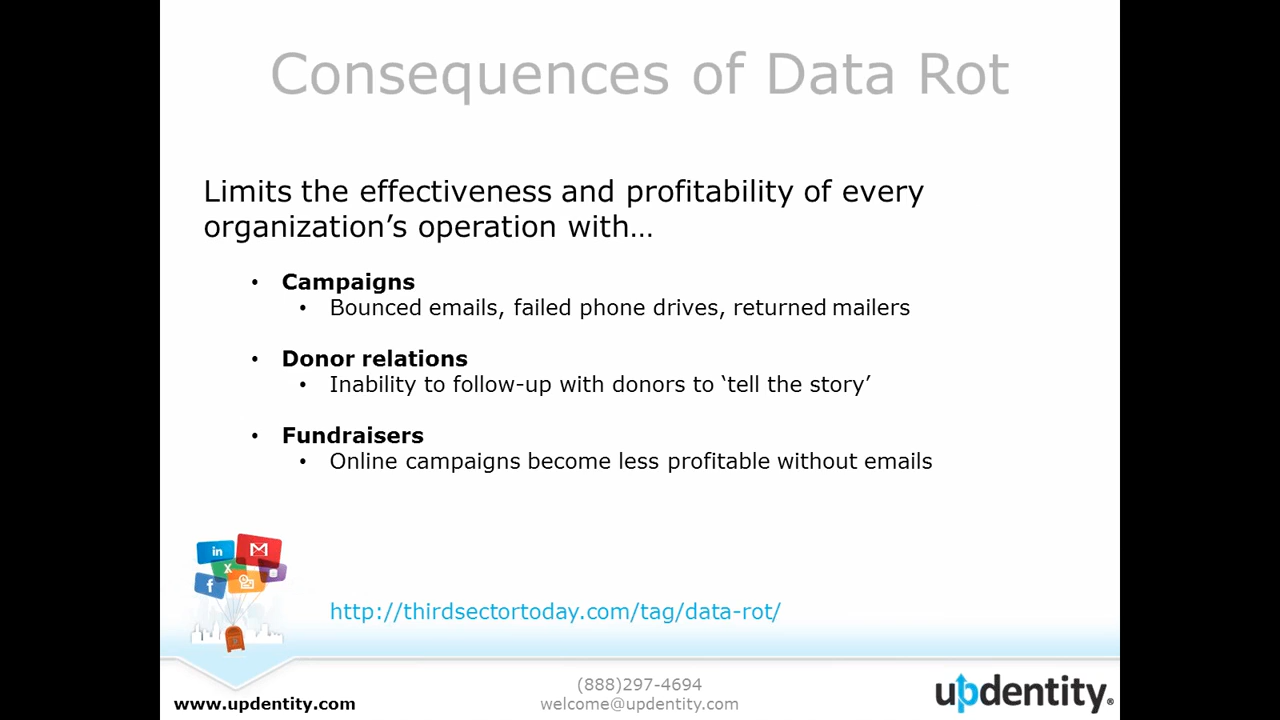 Consequences of Data Rot
Limits the effectiveness and profitability of every
organization’s operation with…
• Campaigns
• Bounced emails, failed phone drives, returned mailers
• Donor relations
• Inability to follow-up with donors to ‘tell the story’
• Fundraisers
• Online campaigns become less profitable without emails
in
X
f
http://thirdsectortoday.com/tag/data-rot/
(888)297-4694
www.updentity.com
welcome@updentity.com
updentity®